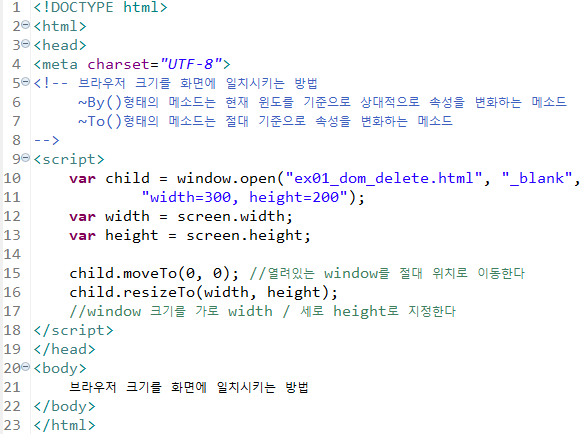 1 <!DOCTYPE html>
2 <html>
3 <head>
4 <meta charset="UTF-8">
5 <!-- 브라우저 크기를 화면에 일치시키는 방법
6 ~By()형태의 메소드는 현재 윈도를 기준으로 상대적으로 속성을 변화하는 메소드
7 ~To()형태의 메소드는 절대 기준으로 속성을 변화하는 메소드
8 -->
9 <script>
10 var child = window.open("ex01_dom_delete.html", "_blank",
11 "width=300, height=200");
12 var width = screen.width;
13 var height = screen.height;
14
15 child.moveTo(0, 0); //열려있는 window를 절대 위치로 이동한다
16 child.resizeTo(width, height);
17 //window 크기를 가로 width / 세로 height로 지정한다
18 </script>
19 </head>
20 <body>
21 브라우저 크기를 화면에 일치시키는 방법
22 </body>
23 </html>